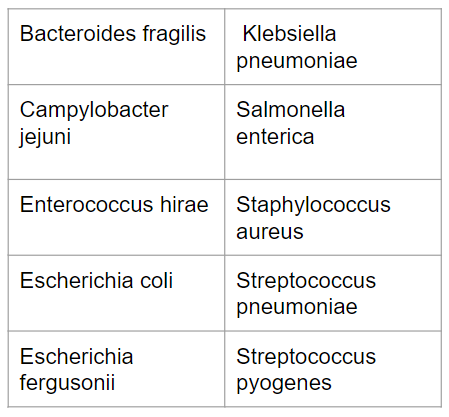 Bacteroides fragilis
Klebsiella
pneumoniae
Campylobacter
jejuni
Salmonella
enterica
Enterococcus hirae
Staphylococcus
aureus
Escherichia coli
Streptococcus
pneumoniae
Escherichia
fergusonii
Streptococcus
pyogenes